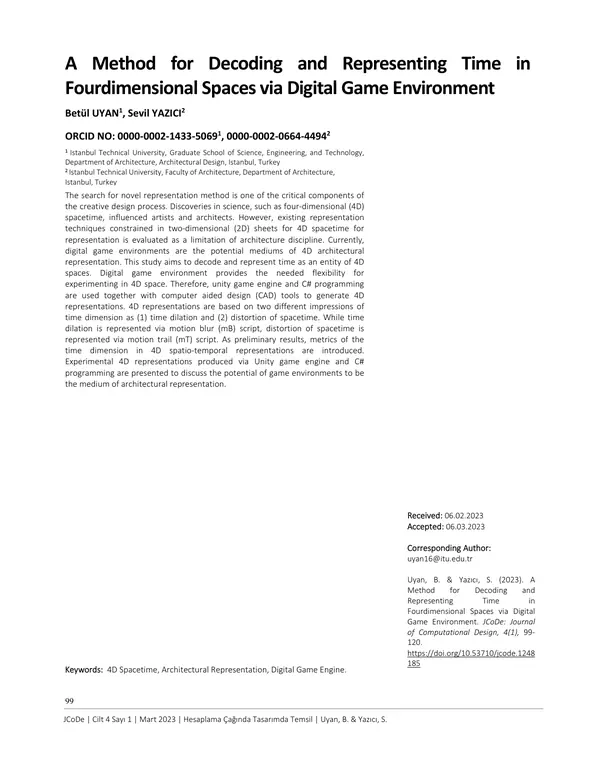 A Method for Decoding and Representing Time in
Fourdimensional Spaces via Digital Game Environment
Betül UYAN¹, Sevil YAZICI²
ORCID NO: 0000-0002-1433-5069¹, 0000-0002-0664-4494²
¹ Istanbul Technical University, Graduate School of Science, Engineering, and Technology,
Department of Architecture, Architectural Design, Istanbul, Turkey
² Istanbul Technical University, Faculty of Architecture, Department of Architecture,
Istanbul, Turkey
The search for novel representation method is one of the critical components of
the creative design process. Discoveries in science, such as four-dimensional (4D)
spacetime, influenced artists and architects. However, existing representation
techniques constrained in two-dimensional (2D) sheets for 4D spacetime for
representation is evaluated as a limitation of architecture discipline. Currently,
digital game environments are the potential mediums of 4D architectural
representation. This study aims to decode and represent time as an entity of 4D
spaces. Digital game environment provides the needed flexibility for
experimenting in 4D space. Therefore, unity game engine and C# programming
are used together with computer aided design (CAD) tools to generate 4D
representations. 4D representations are based on two different impressions of
time dimension as (1) time dilation and (2) distortion of spacetime. While time
dilation is represented via motion blur (mB) script, distortion of spacetime is
represented via motion trail (mT) script. As preliminary results, metrics of the
time dimension in 4D spatio-temporal representations are introduced.
Experimental 4D representations produced via Unity game engine and C#
programming are presented to discuss the potential of game environments to be
the medium of architectural representation.
Received: 06.02.2023
Accepted: 06.03.2023
Corresponding Author:
uyan16@itu.edu.tr
Uyan, B. & Yazıcı, S. (2023). A
Method for Decoding and
Representing Time in
Fourdimensional Spaces via Digital
Game Environment. JCoDe: Journal
of Computational Design, 4(1), 99-
120.
https://doi.org/10.53710/jcode.1248
185
Keywords: 4D Spacetime, Architectural Representation, Digital Game Engine.
99
JCoDe | Cilt 4 Sayı 1 | Mart 2023 | Hesaplama Çağında Tasarımda Temsil | Uyan, B. & Yazıcı, S.